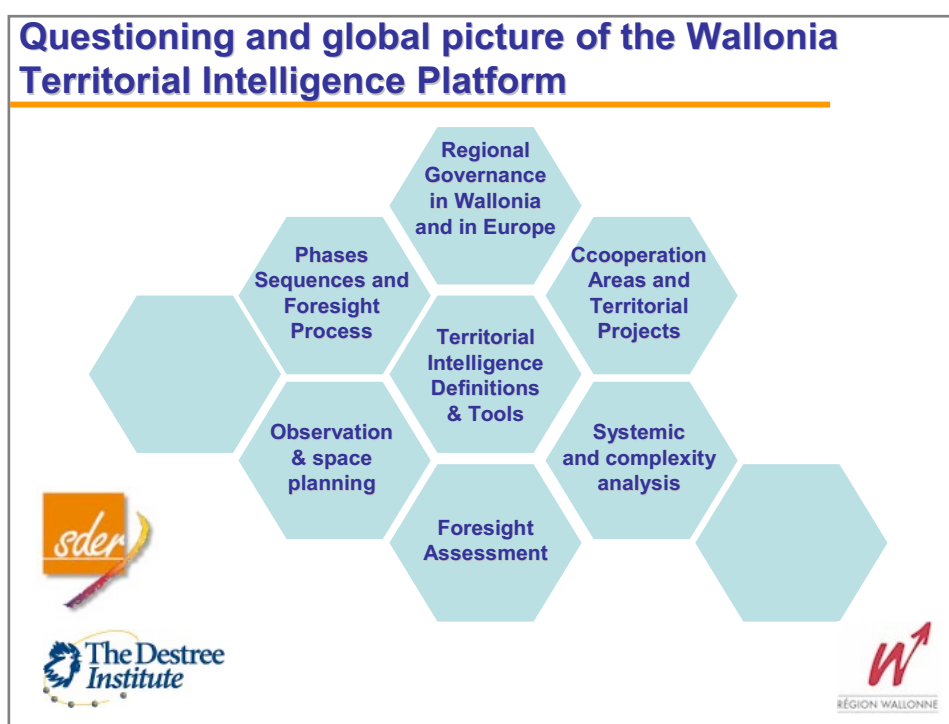 Questioning and global picture of the Wallonia
Territorial Intelligence Platform
Regional
Governance
in Wallonia
and in Europe
Phases
Sequences and
Foresight
Process
Ccooperation
Areas and
Territorial
Projects
Territorial
Intelligence
Definitions
& Tools
Observation
& space
planning
Systemic
and complexity
analysis
Foresight
Assessment
sder
The Destree
Institute
W
RÉGION WALLONNE